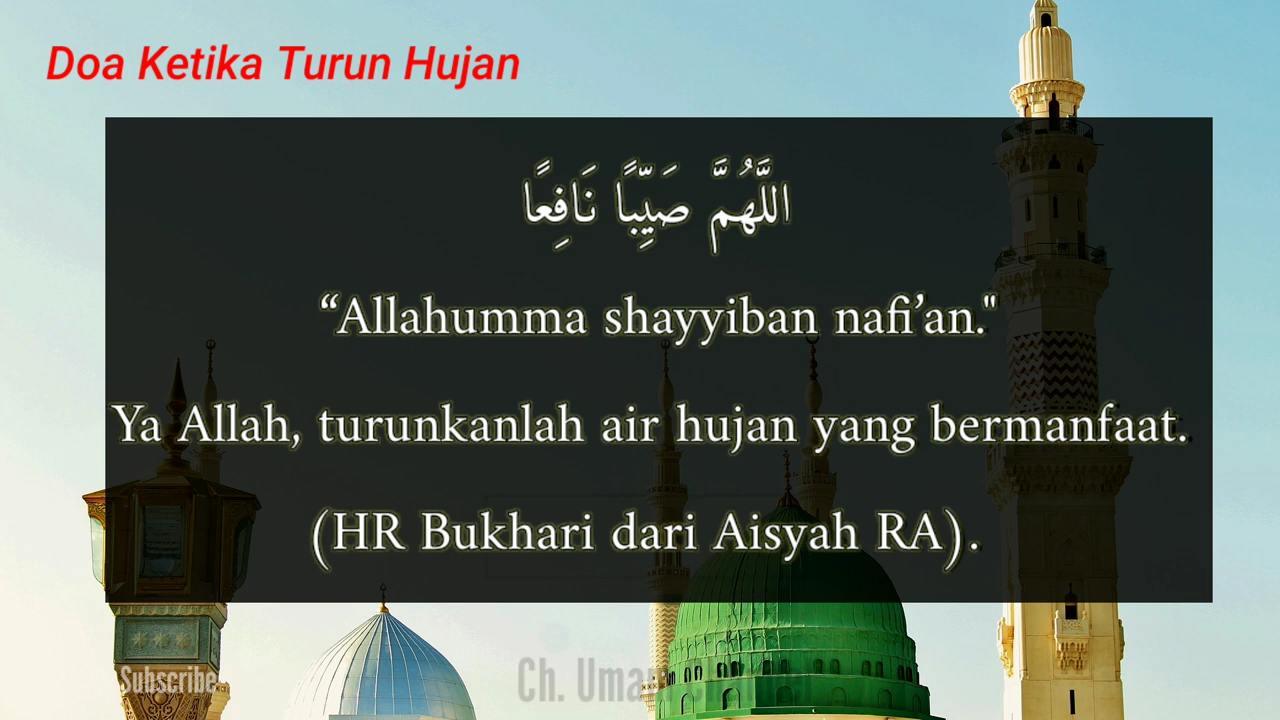 Doa Ketika Turun Hujan
اللَّهُمَّ صَيِّبًا نَافِعًا
“Allahumma shayyiban nafi’an."
Ya Allah, turunkanlah air hujan yang bermanfaat.
(HR Bukhari dari Aisyah RA).
Subscribe
Ch.